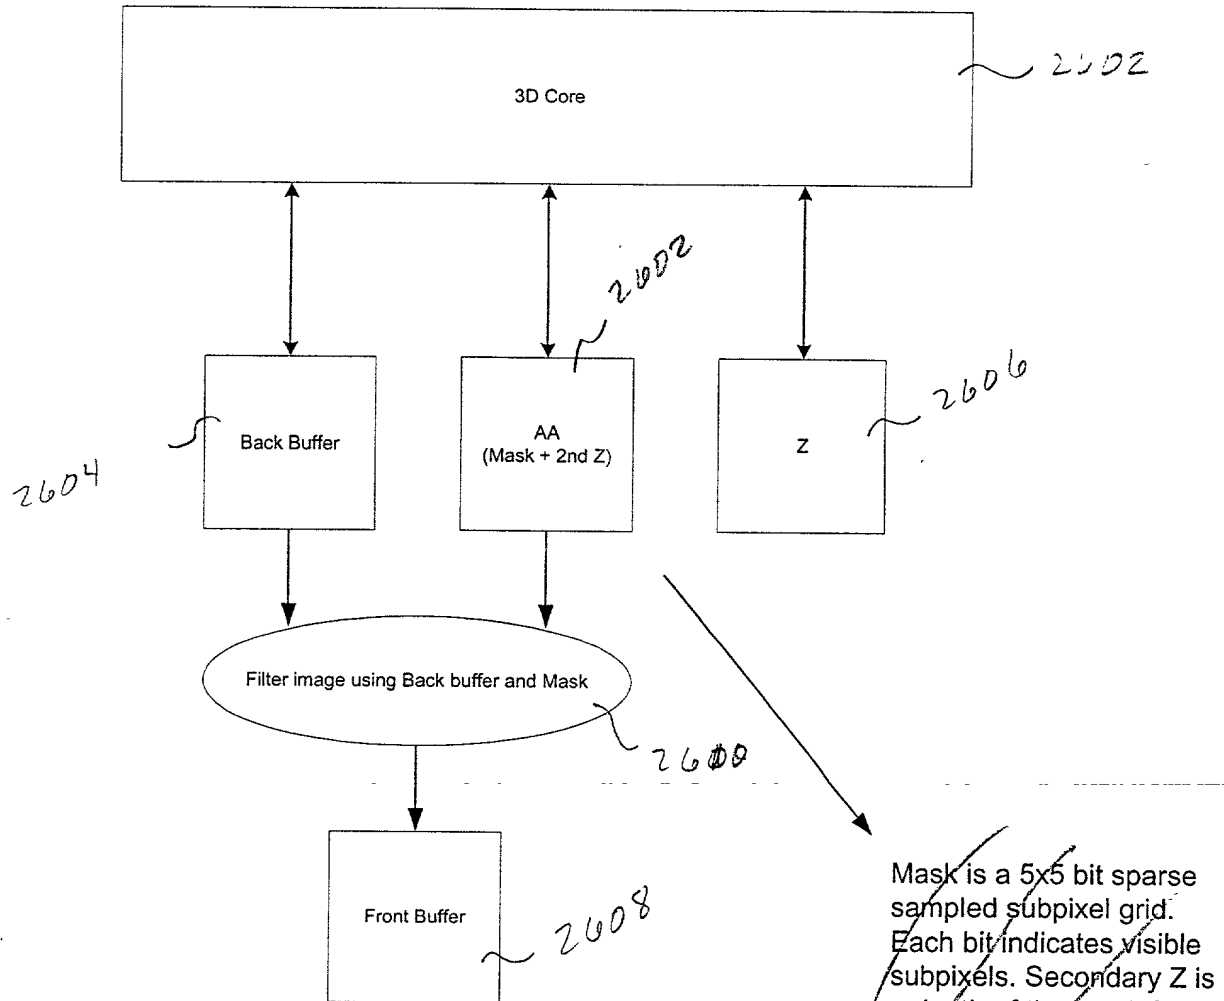 3D Core
2602
2602
Back Buffer
AA
(Mask + 2nd Z)
Z
2606
2604
Filter image using Back buffer and Mask
2600
Front Buffer
2608
Mask is a 5x5 bit sparse
sampled subpixel grid.
Each bit indicates visible
subpixels. Secondary Z is